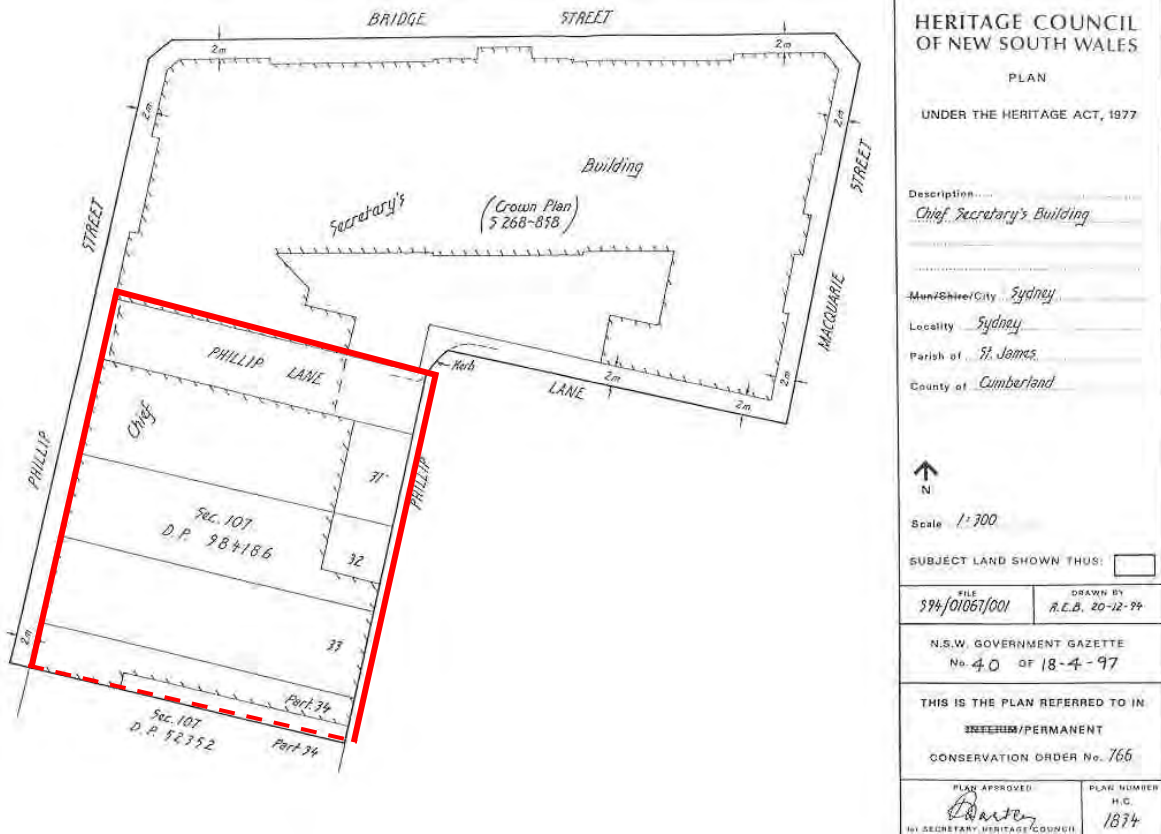 BRIDGE STREET
2m
2m
2m
2m
STREET
STREET
Building
Secretary's
(Crown Plan)
S 268-858
MACQUARIE
PHILLIP LANE
Kerb
LANE
2m
2m
2m
Chief
PHILLIP
PHILLIP
31
Sec. 107
D.P. 984186
32
33
2m
Part 34
Sec. 107
D.P. 52352
Part 34
HERITAGE COUNCIL
OF NEW SOUTH WALES
PLAN
UNDER THE HERITAGE ACT, 1977
Description
Chief Secretary's Building
Mun/Shire/City Sydney
Locality Sydney
Parish of St. James
County of Cumberland
N
Scale 1:300
SUBJECT LAND SHOWN THUS:
FILE
S94/01067/001
DRAWN BY
R.E.B. 20-12-94
N.S.W. GOVERNMENT GAZETTE
No. 40 OF 18-4-97
THIS IS THE PLAN REFERRED TO IN
INTERIM/PERMANENT
CONSERVATION ORDER No. 766
PLAN APPROVED
for SECRETARY, HERITAGE COUNCIL
PLAN NUMBER
H.C.
1834